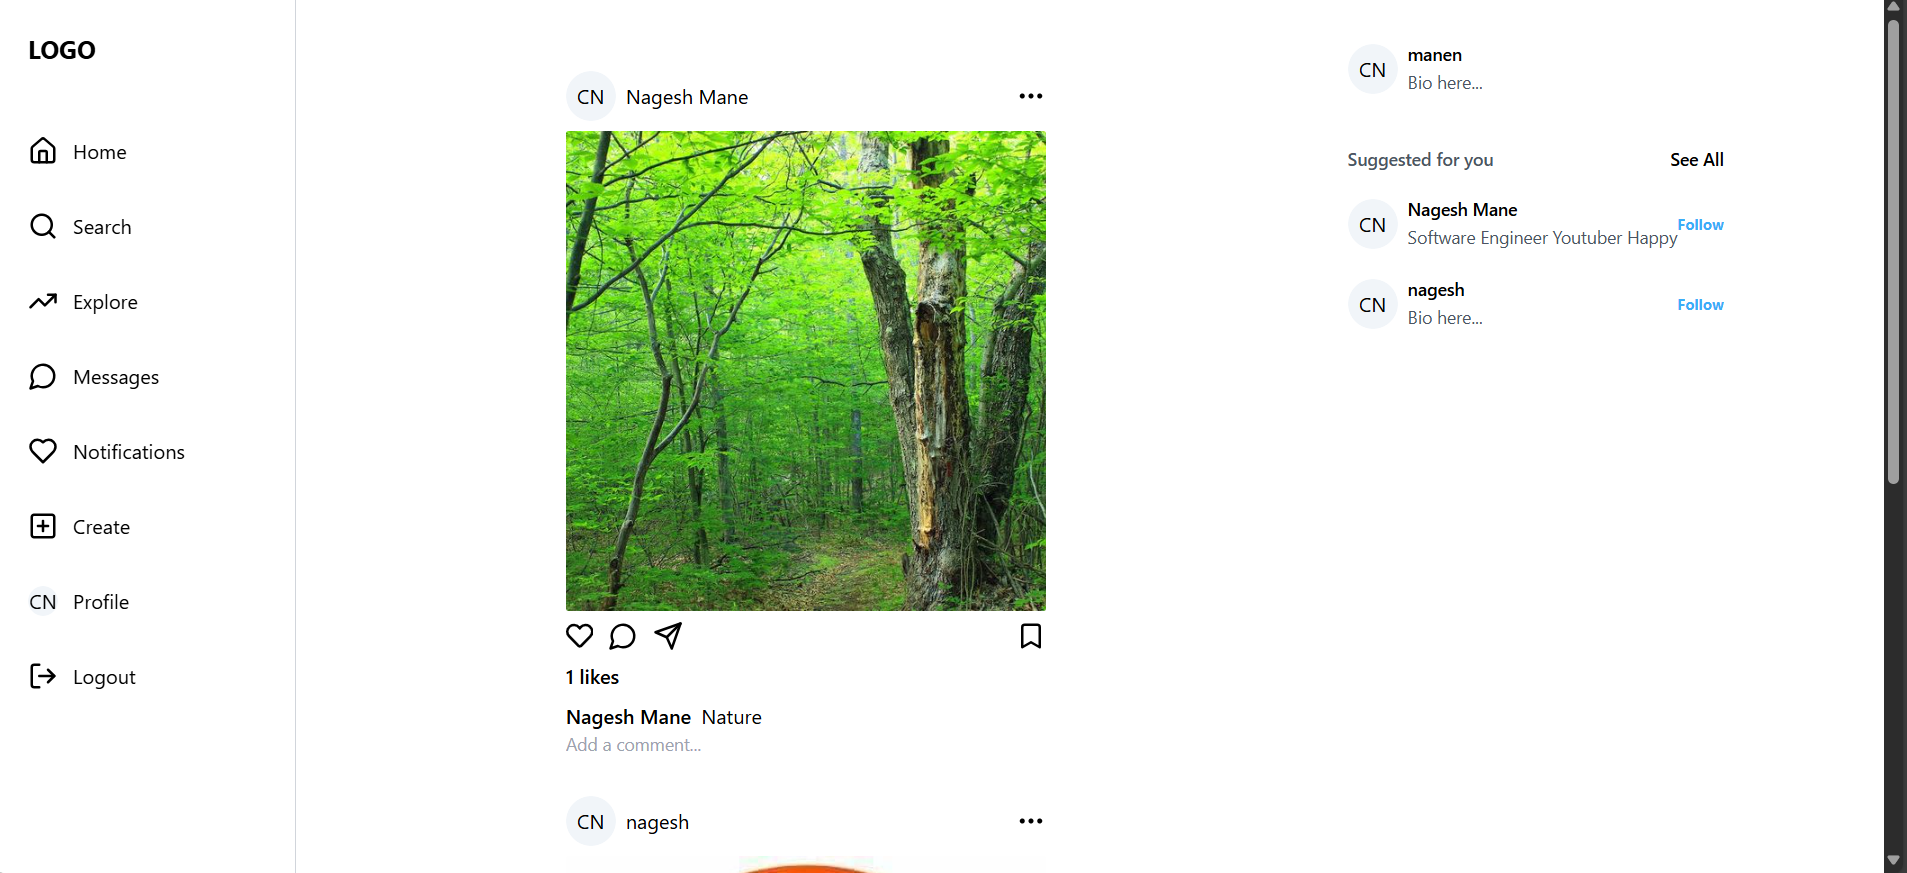 LOGO
Home
Search
Explore
Messages
Notifications
Create
CN Profile
Logout
CN Nagesh Mane
1 likes
Nagesh Mane Nature
Add a comment...
CN nagesh
CN
manen
Bio here...
Suggested for you See All
CN
Nagesh Mane
Software Engineer Youtuber Happy
Follow
CN
nagesh
Bio here...
Follow